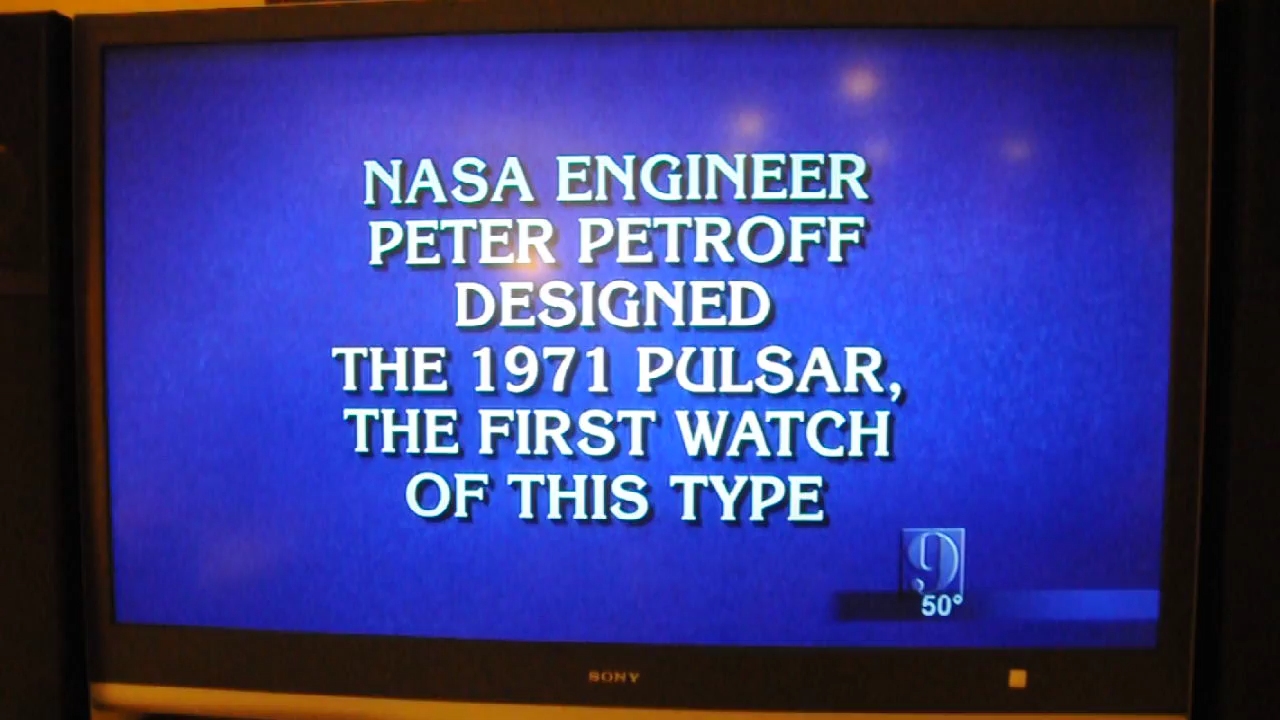 NASA ENGINEER
PETER PETROFF
DESIGNED
THE 1971 PULSAR,
THE FIRST WATCH
OF THIS TYPE
9
50°
SONY